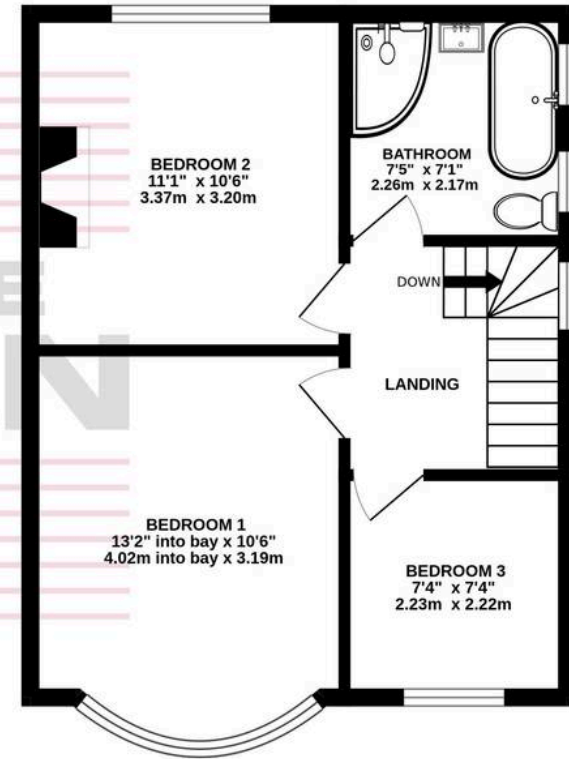 BEDROOM 2
11'1" x 10'6"
3.37m x 3.20m
BATHROOM
7'5" x 7'1"
2.26m x 2.17m
DOWN
LANDING
BEDROOM 1
13'2" into bay x 10'6"
4.02m into bay x 3.19m
BEDROOM 3
7'4" x 7'4"
2.23m x 2.22m